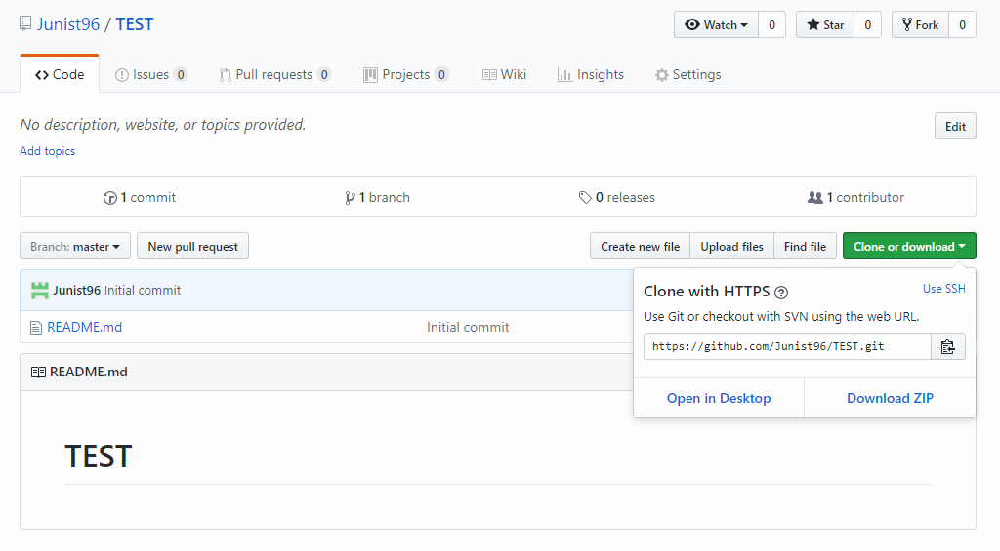 Junist96 / TEST
Watch 0 Star 0 Fork 0
Code Issues 0 Pull requests 0 Projects 0 Wiki Insights Settings
No description, website, or topics provided.
Edit
Add topics
1 commit 1 branch 0 releases 1 contributor
Branch: master New pull request Create new file Upload files Find file Clone or download
Junist96 Initial commit
README.md Initial commit
Clone with HTTPS ? Use SSH
Use Git or checkout with SVN using the web URL.
https://github.com/Junist96/TEST.git
Open in Desktop Download ZIP
README.md
TEST